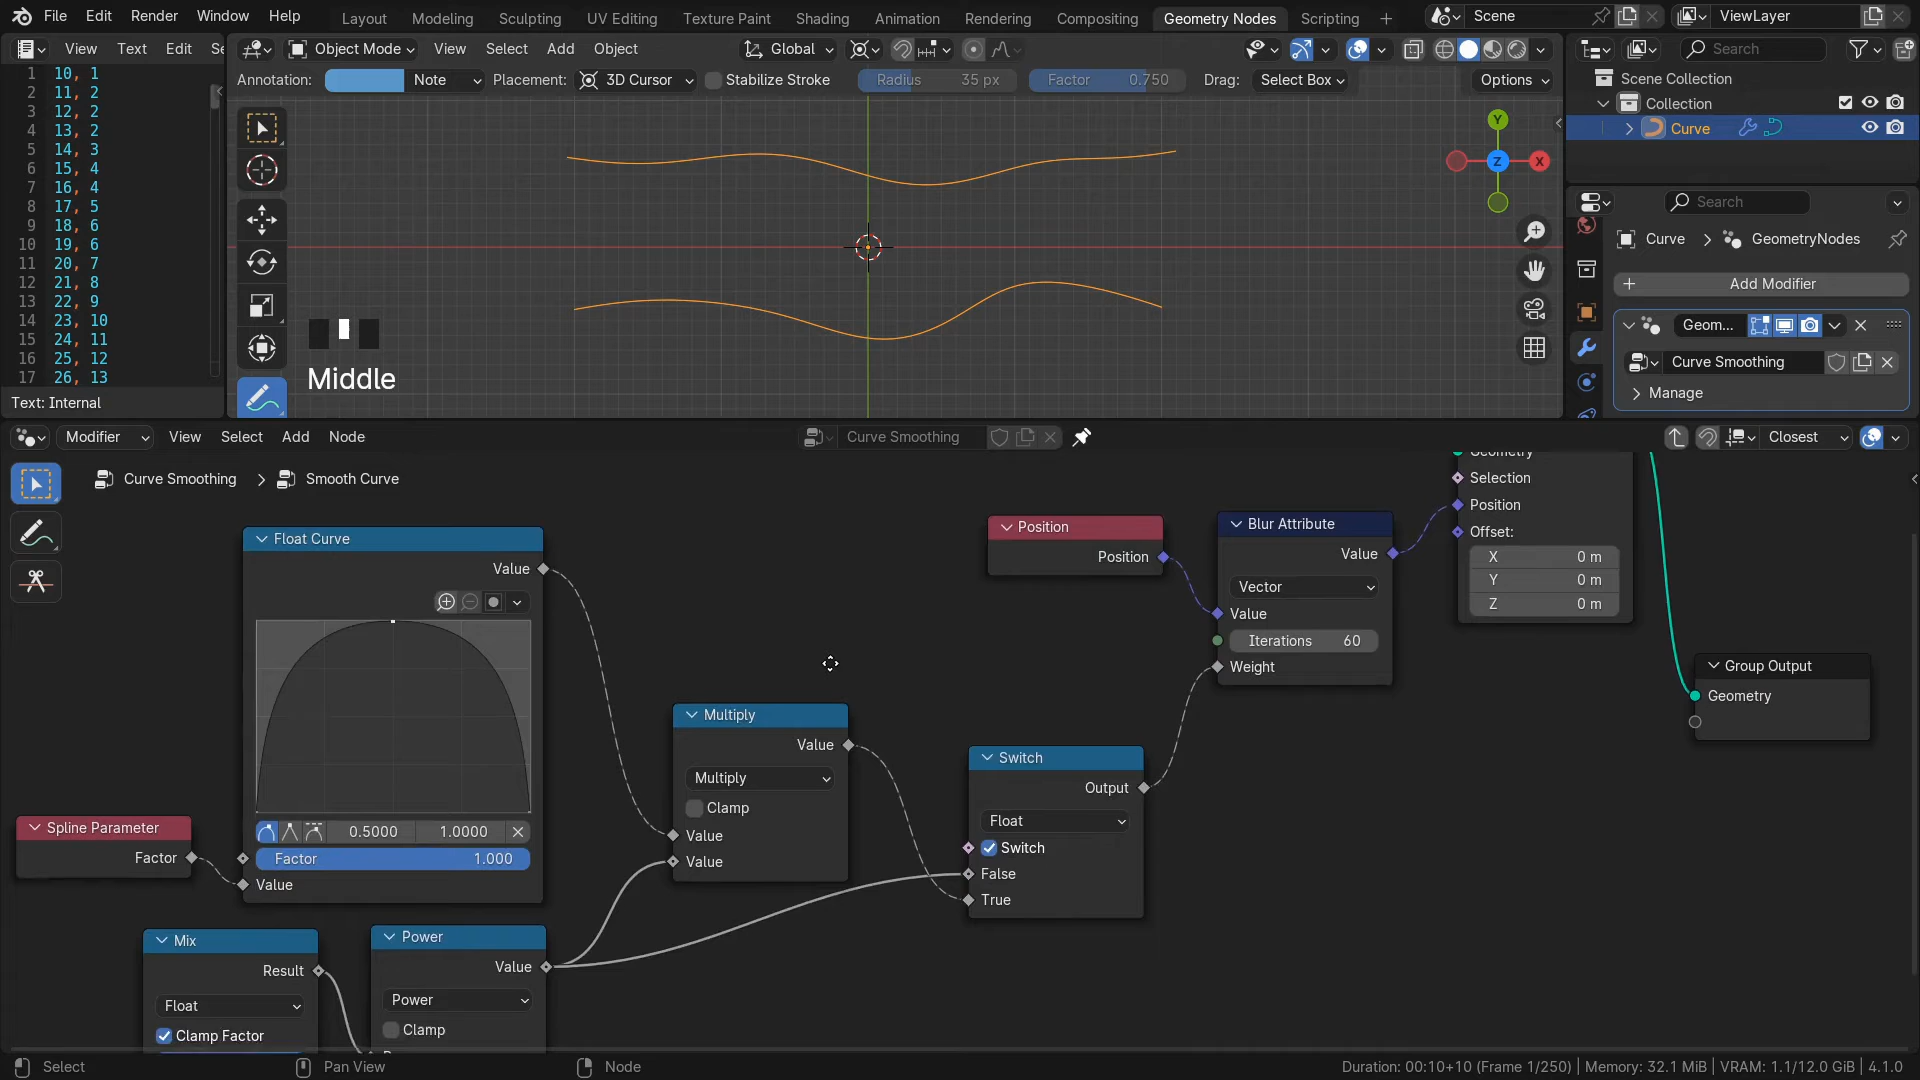 File Edit Render Window Help Layout Modeling Sculpting UV Editing Texture Paint Shading Animation Rendering Compositing Geometry Nodes Scripting Scene ViewLayer
View Text Edit Se Object Mode View Select Add Object Global Search
Annotation: Note Placement: 3D Cursor Stabilize Stroke Radius 35 px Factor 0.750 Drag: Select Box Options
1 10, 1
2 11, 2
3 12, 2
4 13, 2
5 14, 3
6 15, 4
7 16, 4
8 17, 5
9 18, 6
10 19, 6
11 20, 7
12 21, 8
13 22, 9
14 23, 10
15 24, 11
16 25, 12
17 26, 13
Text: Internal
Middle
Y
Z
X
Scene Collection
Collection
Curve
Search
Curve GeometryNodes
Add Modifier
Geom...
Curve Smoothing
Manage
Modifier View Select Add Node Curve Smoothing Closest
Curve Smoothing > Smooth Curve
Float Curve
Value
0.5000 1.0000
Factor 1.000
Value
Spline Parameter
Factor
Mix
Result
Float
Clamp Factor
Power
Value
Power
Clamp
Multiply
Value
Multiply
Clamp
Value
Value
Switch
Output
Float
Switch
False
True
Position
Position
Blur Attribute
Value
Vector
Value
Iterations 60
Weight
Geometry
Selection
Position
Offset:
X 0 m
Y 0 m
Z 0 m
Group Output
Geometry
Select Pan View Node Duration: 00:10+10 (Frame 1/250) | Memory: 32.1 MiB | VRAM: 1.1/12.0 GiB | 4.1.0